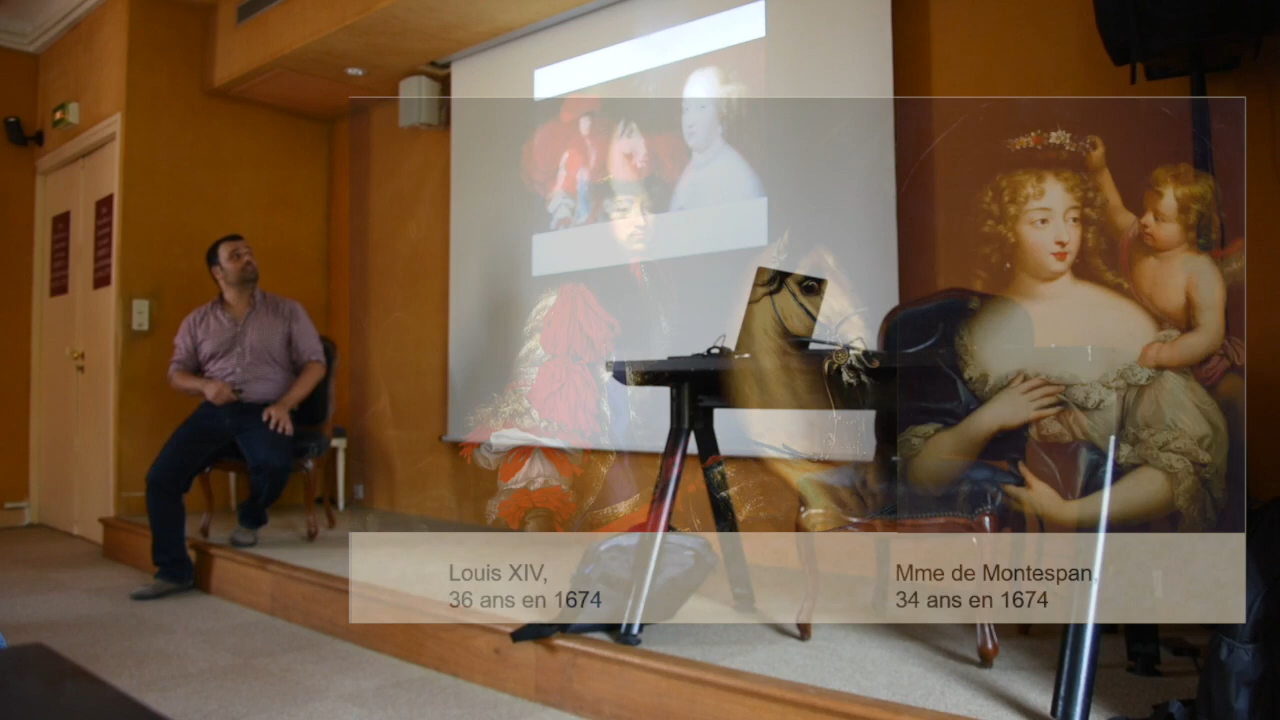 Louis XIV,
36 ans en 1674
Mme de Montespan,
34 ans en 1674